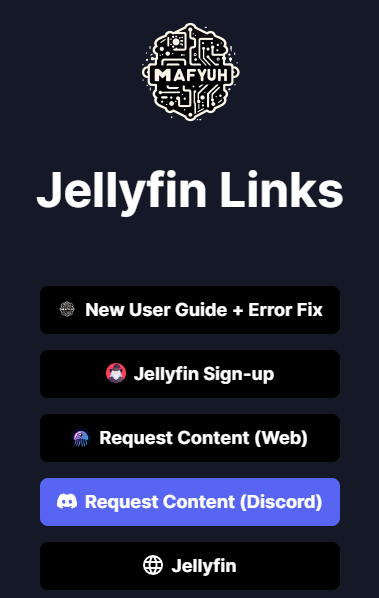 MAFYUH
Jellyfin Links
New User Guide + Error Fix
Jellyfin Sign-up
Request Content (Web)
Request Content (Discord)
Jellyfin